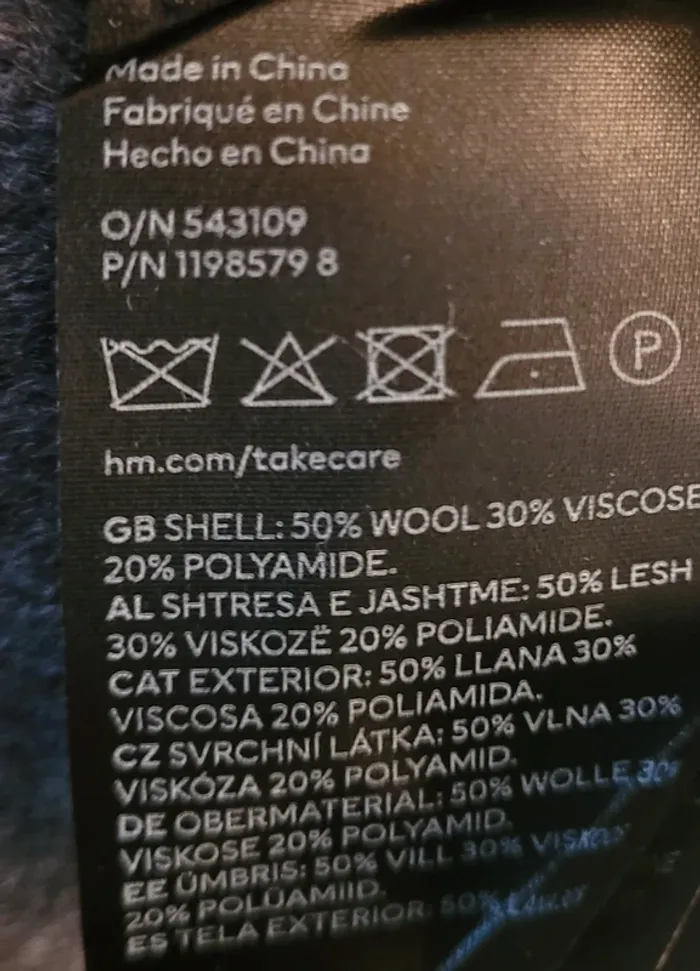 Made in China
Fabriqué en Chine
Hecho en China
O/N 543109
P/N 1198579 8
P
hm.com/takecare
GB SHELL: 50% WOOL 30% VISCOSE
20% POLYAMIDE.
AL SHTRESA E JASHTME: 50% LESH
30% VISKOZË 20% POLIAMIDE.
CAT EXTERIOR: 50% LLANA 30%
VISCOSA 20% POLIAMIDA.
CZ SVRCHNÍ LÁTKA: 50% VLNA 30%
VISKÓZA 20% POLYAMID.
DE OBERMATERIAL: 50% WOLLE 30%
VISKOSE 20% POLYAMID.
EE ÜMBRIS: 50% VILL 30% VISKOOS
20% POLÜAMIID.
ES TELA EXTERIOR: 50%